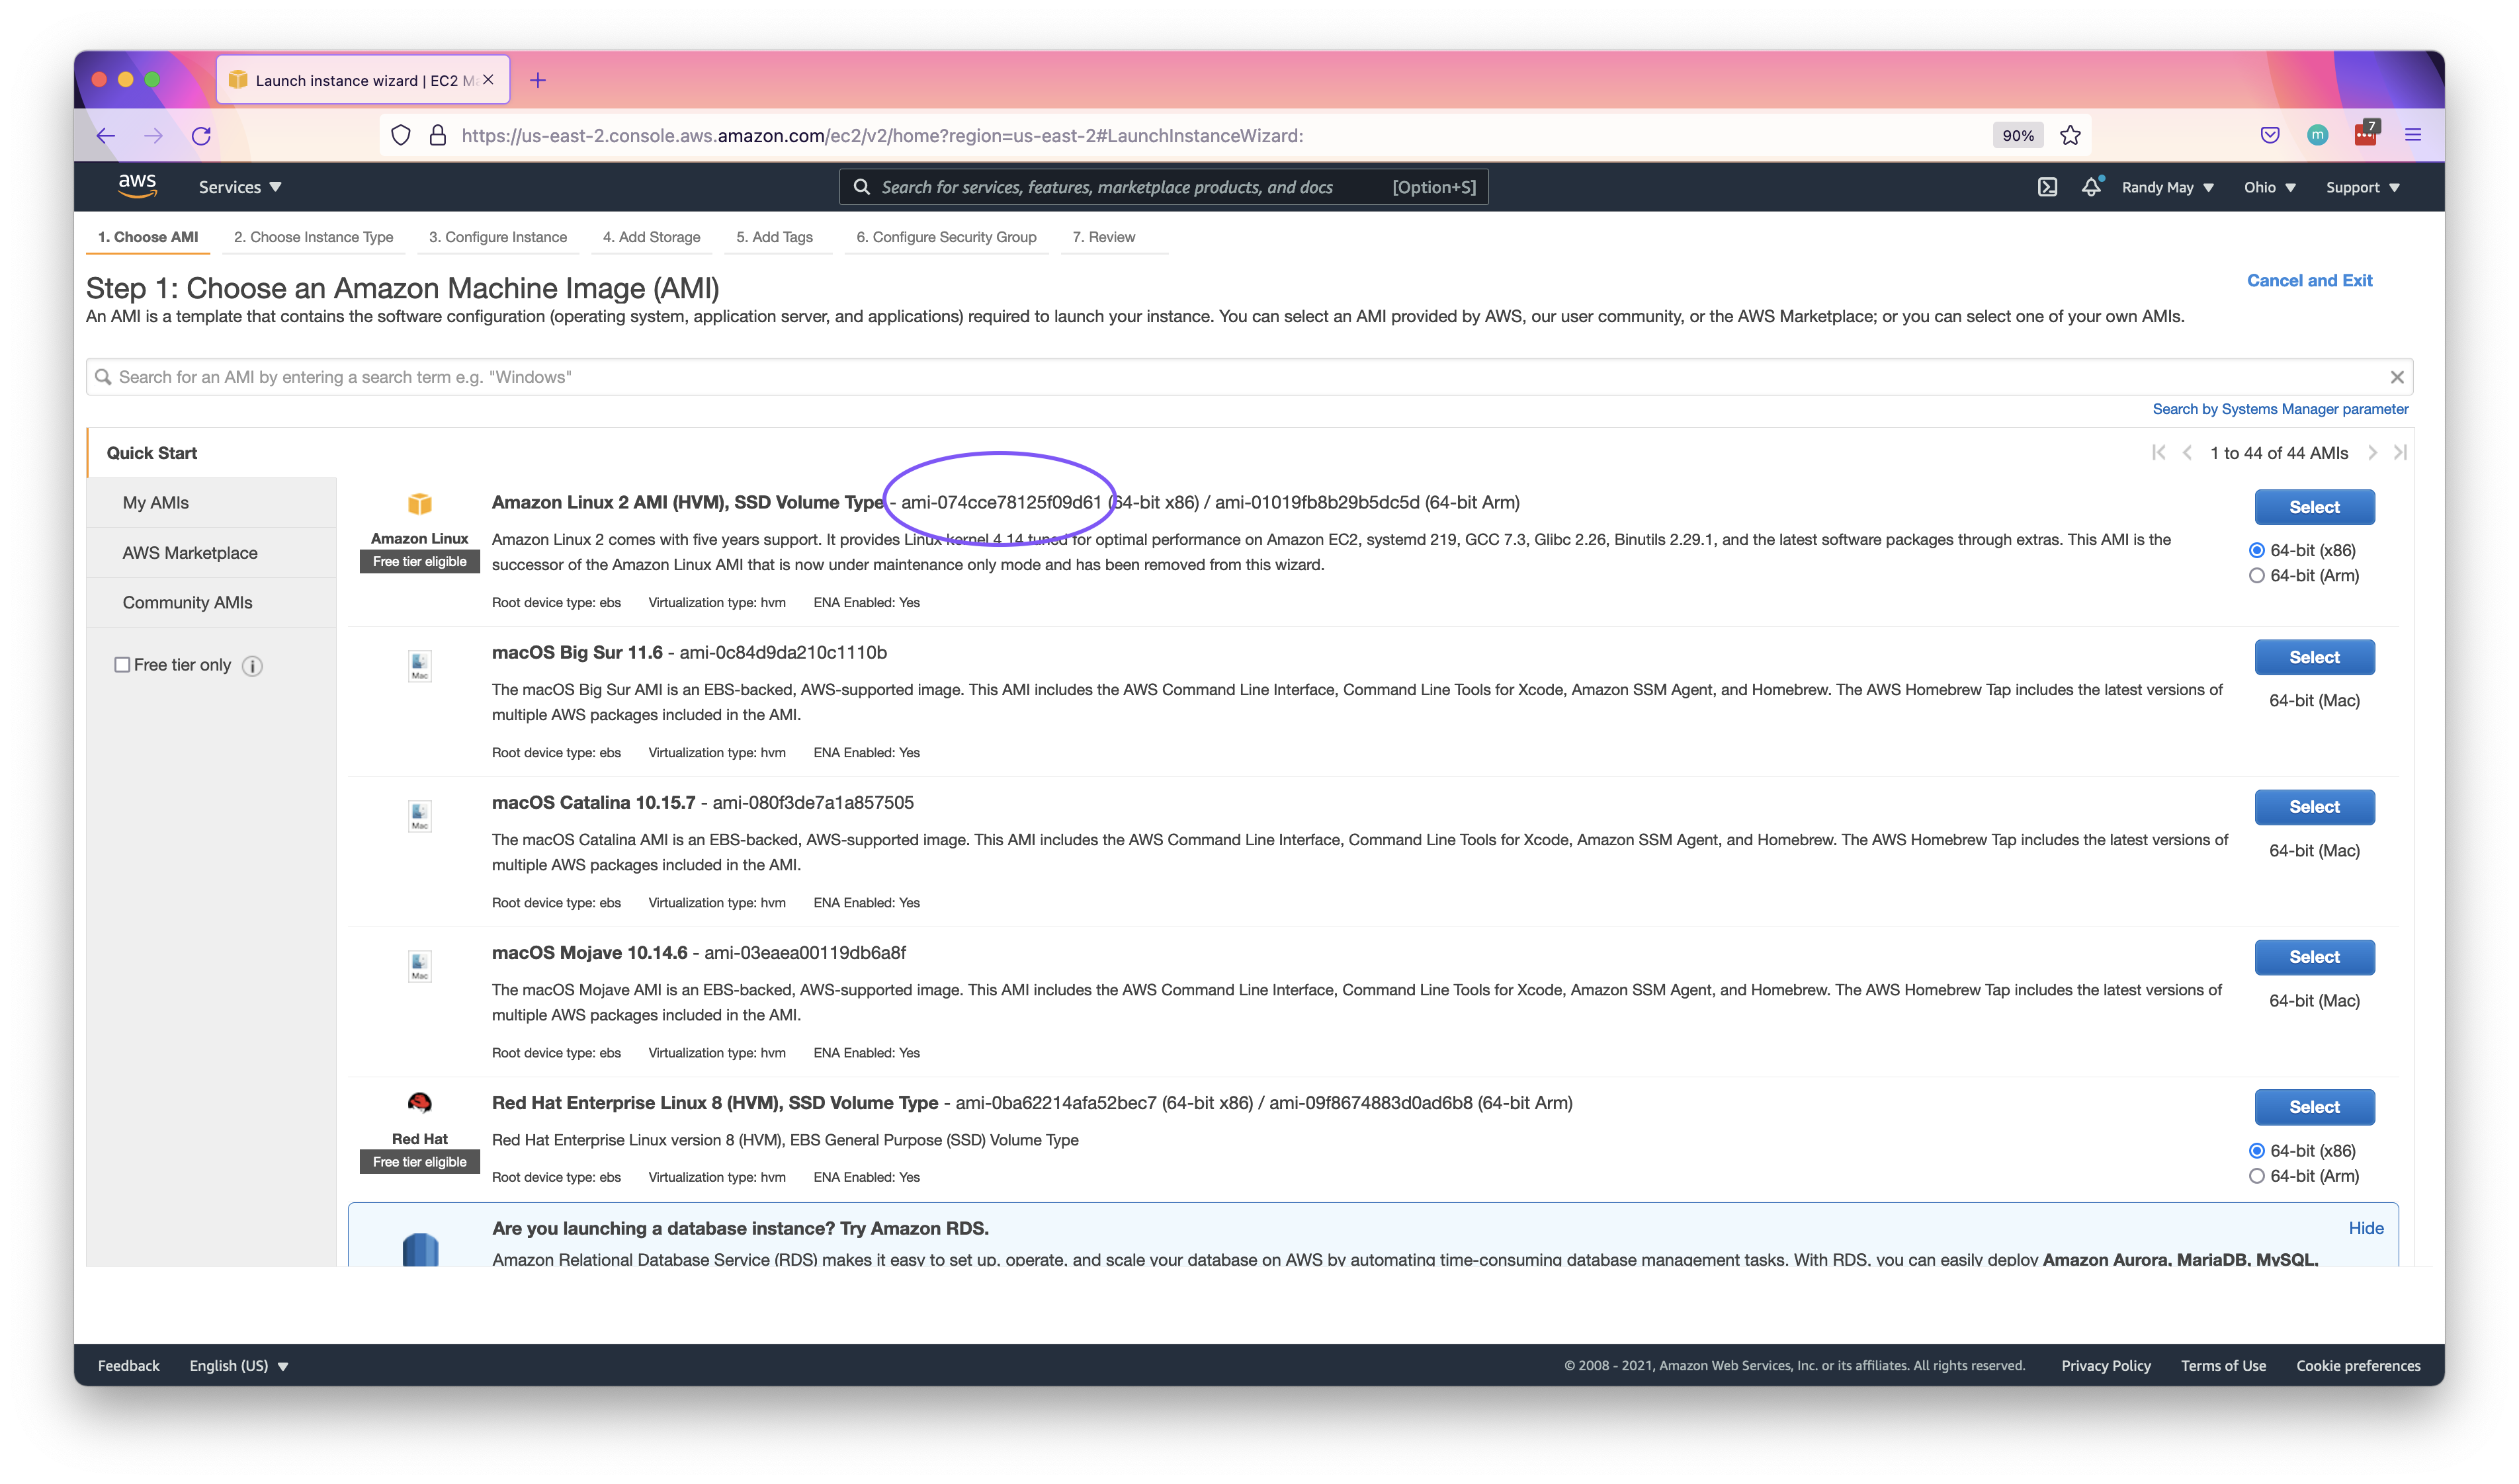 Launch instance wizard | EC2 M
https://us-east-2.console.aws.amazon.com/ec2/v2/home?region=us-east-2#LaunchInstanceWizard:
90%
m
7
aws
Services
Search for services, features, marketplace products, and docs
[Option+S]
Randy May
Ohio
Support
1. Choose AMI
2. Choose Instance Type
3. Configure Instance
4. Add Storage
5. Add Tags
6. Configure Security Group
7. Review
Step 1: Choose an Amazon Machine Image (AMI)
Cancel and Exit
An AMI is a template that contains the software configuration (operating system, application server, and applications) required to launch your instance. You can select an AMI provided by AWS, our user community, or the AWS Marketplace; or you can select one of your own AMIs.
Search for an AMI by entering a search term e.g. "Windows"
Search by Systems Manager parameter
Quick Start
My AMIs
AWS Marketplace
Community AMIs
Free tier only
1 to 44 of 44 AMIs
Amazon Linux
Free tier eligible
Amazon Linux 2 AMI (HVM), SSD Volume Type - ami-074cce78125f09d61 (64-bit x86) / ami-01019fb8b29b5dc5d (64-bit Arm)
Amazon Linux 2 comes with five years support. It provides Linux kernel 4.14 tuned for optimal performance on Amazon EC2, systemd 219, GCC 7.3, Glibc 2.26, Binutils 2.29.1, and the latest software packages through extras. This AMI is the
successor of the Amazon Linux AMI that is now under maintenance only mode and has been removed from this wizard.
Root device type: ebs Virtualization type: hvm ENA Enabled: Yes
Select
64-bit (x86)
64-bit (Arm)
Mac
macOS Big Sur 11.6 - ami-0c84d9da210c1110b
The macOS Big Sur AMI is an EBS-backed, AWS-supported image. This AMI includes the AWS Command Line Interface, Command Line Tools for Xcode, Amazon SSM Agent, and Homebrew. The AWS Homebrew Tap includes the latest versions of
multiple AWS packages included in the AMI.
Root device type: ebs Virtualization type: hvm ENA Enabled: Yes
Select
64-bit (Mac)
Mac
macOS Catalina 10.15.7 - ami-080f3de7a1a857505
The macOS Catalina AMI is an EBS-backed, AWS-supported image. This AMI includes the AWS Command Line Interface, Command Line Tools for Xcode, Amazon SSM Agent, and Homebrew. The AWS Homebrew Tap includes the latest versions of
multiple AWS packages included in the AMI.
Root device type: ebs Virtualization type: hvm ENA Enabled: Yes
Select
64-bit (Mac)
Mac
macOS Mojave 10.14.6 - ami-03eaea00119db6a8f
The macOS Mojave AMI is an EBS-backed, AWS-supported image. This AMI includes the AWS Command Line Interface, Command Line Tools for Xcode, Amazon SSM Agent, and Homebrew. The AWS Homebrew Tap includes the latest versions of
multiple AWS packages included in the AMI.
Root device type: ebs Virtualization type: hvm ENA Enabled: Yes
Select
64-bit (Mac)
Red Hat
Free tier eligible
Red Hat Enterprise Linux 8 (HVM), SSD Volume Type - ami-0ba62214afa52bec7 (64-bit x86) / ami-09f8674883d0ad6b8 (64-bit Arm)
Red Hat Enterprise Linux version 8 (HVM), EBS General Purpose (SSD) Volume Type
Root device type: ebs Virtualization type: hvm ENA Enabled: Yes
Select
64-bit (x86)
64-bit (Arm)
Are you launching a database instance? Try Amazon RDS.
Hide
Amazon Relational Database Service (RDS) makes it easy to set up, operate, and scale your database on AWS by automating time-consuming database management tasks. With RDS, you can easily deploy Amazon Aurora, MariaDB, MySQL,
Feedback
English (US)
© 2008 - 2021, Amazon Web Services, Inc. or its affiliates. All rights reserved.
Privacy Policy
Terms of Use
Cookie preferences